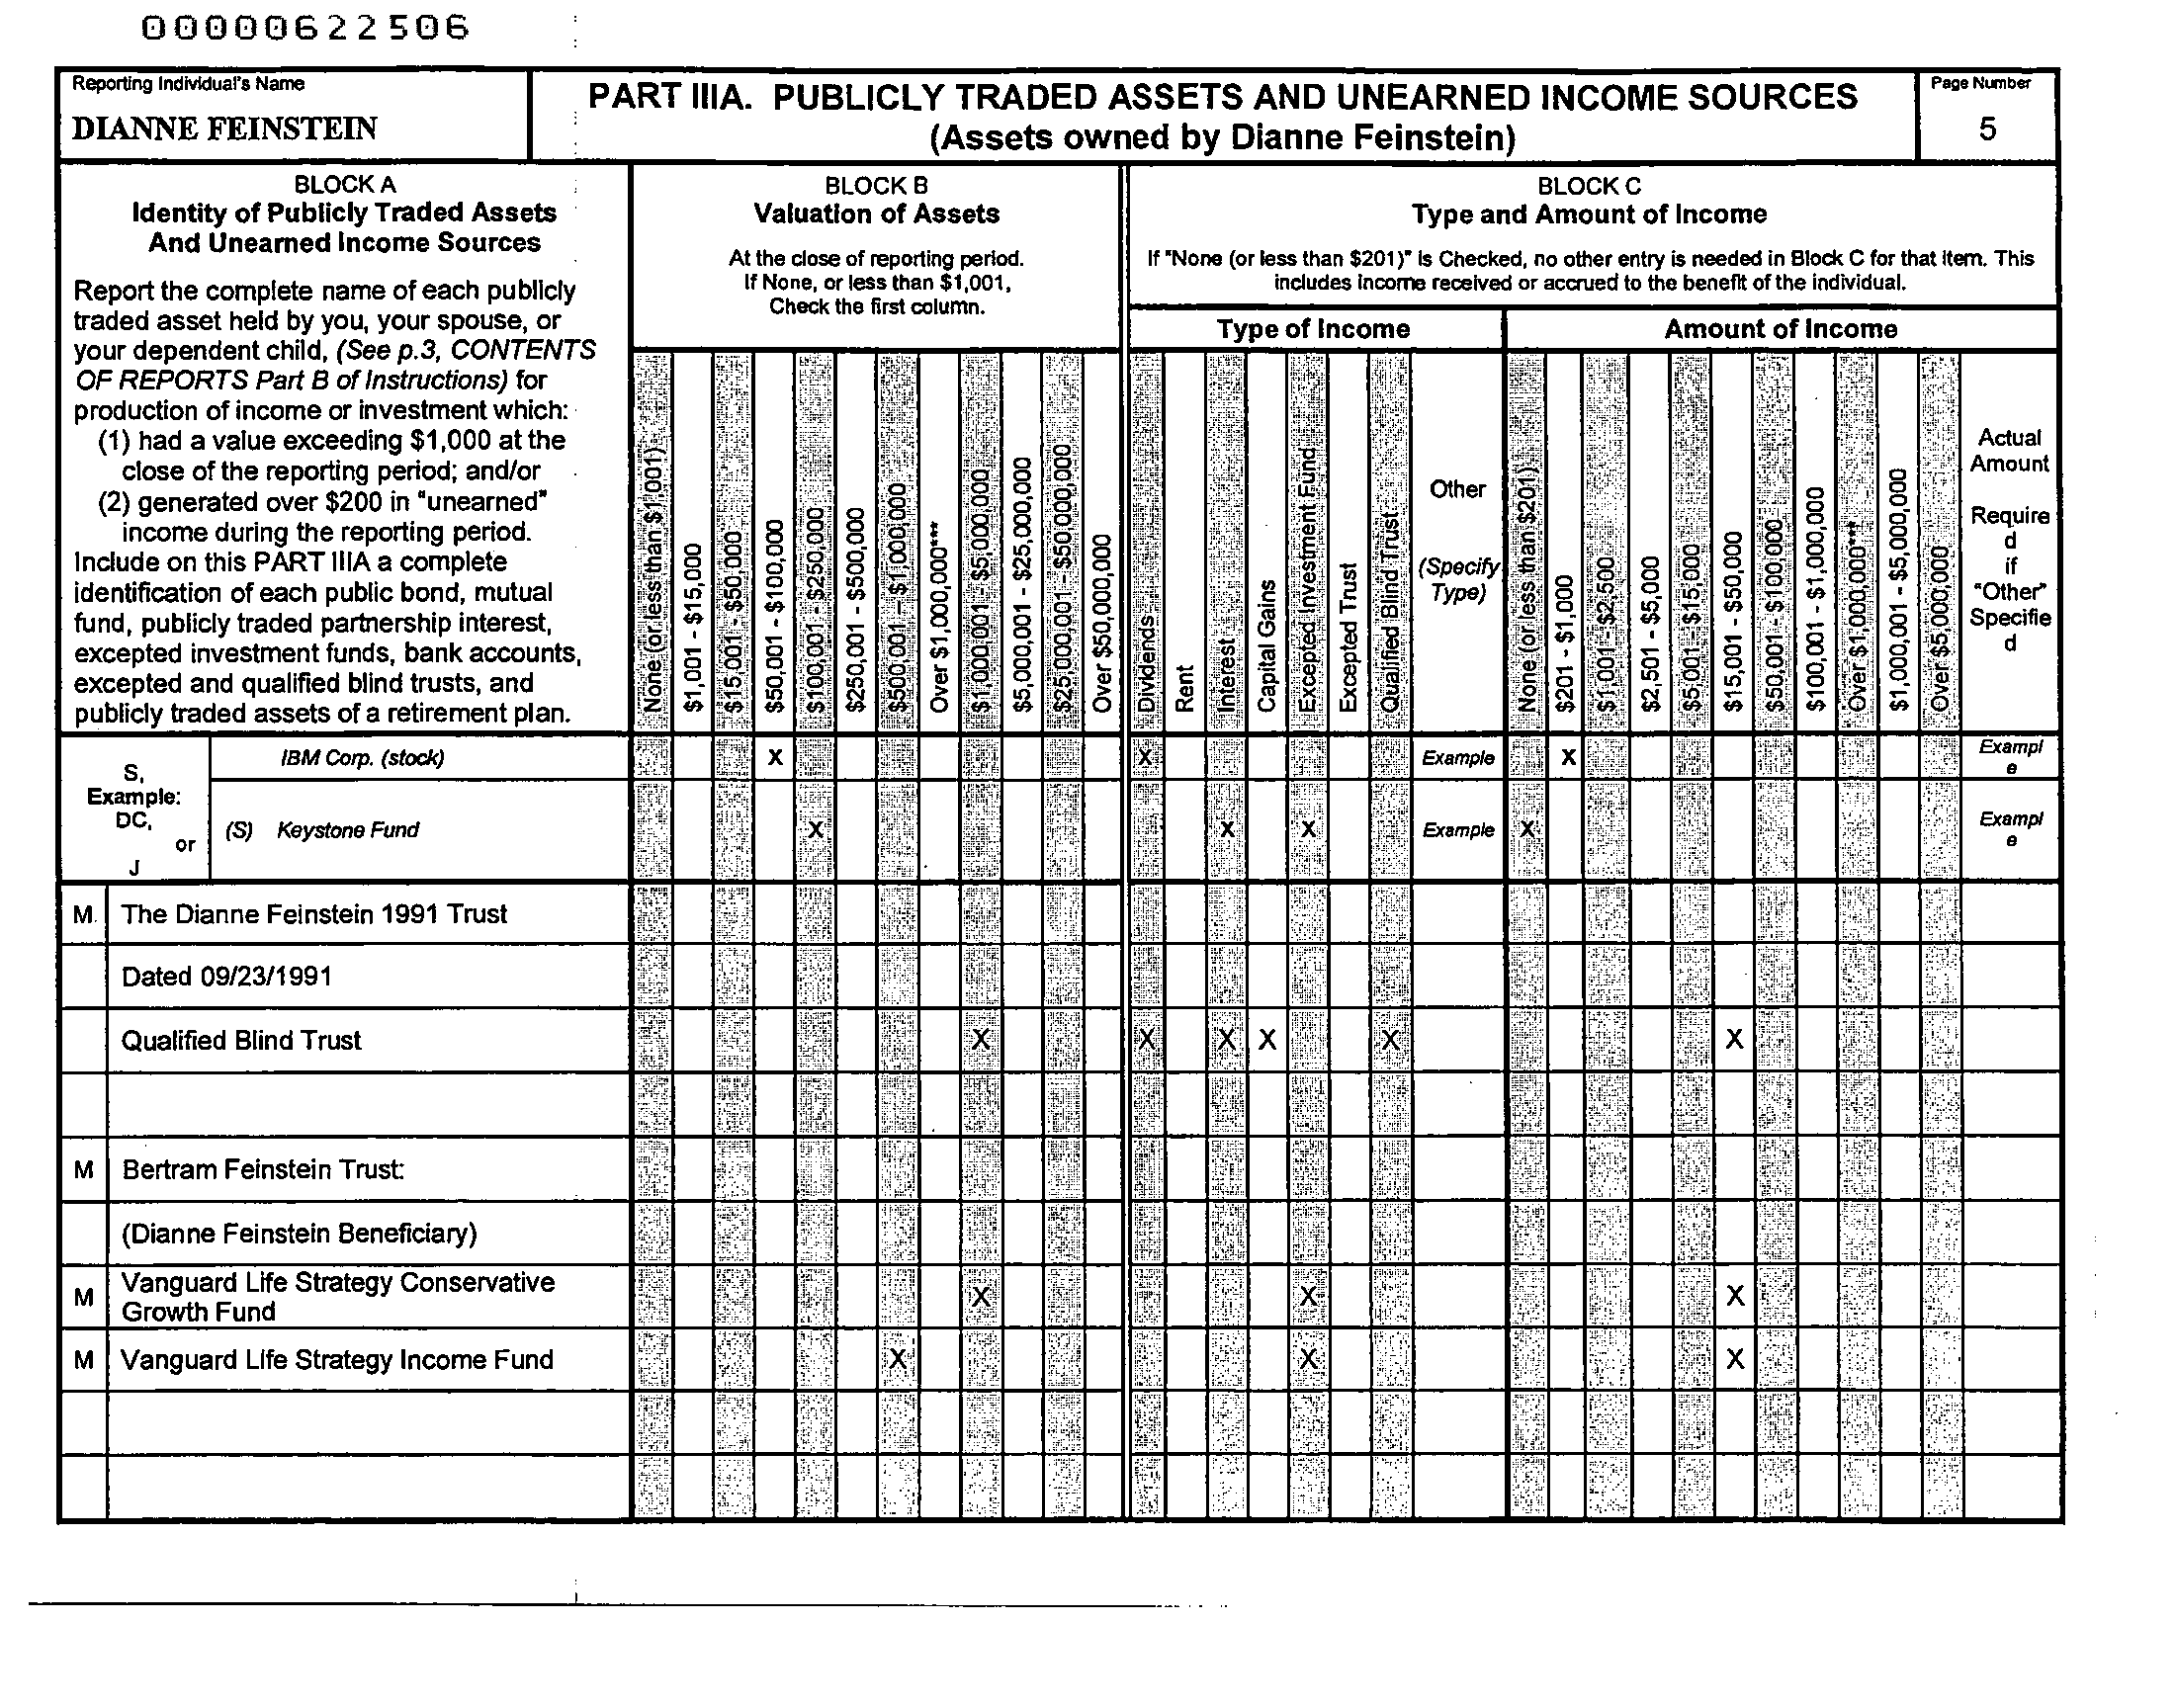 00000622506
Reporting Individual's Name
DIANNE FEINSTEIN
PART IIIA. PUBLICLY TRADED ASSETS AND UNEARNED INCOME SOURCES
(Assets owned by Dianne Feinstein)
Page Number
5
BLOCK A
Identity of Publicly Traded Assets
And Unearned Income Sources
Report the complete name of each publicly
traded asset held by you, your spouse, or
your dependent child, (See p.3, CONTENTS
OF REPORTS Part B of Instructions) for
production of income or investment which:
(1) had a value exceeding $1,000 at the
close of the reporting period; and/or
(2) generated over $200 in "unearned"
income during the reporting period.
Include on this PART IIIA a complete
identification of each public bond, mutual
fund, publicly traded partnership interest,
excepted investment funds, bank accounts,
excepted and qualified blind trusts, and
publicly traded assets of a retirement plan.
BLOCK B
Valuation of Assets
At the close of reporting period.
If None, or less than $1,001,
Check the first column.
None (or less than $1,001)
$1,001 - $15,000
$15,001 - $50,000
$50,001 - $100,000
$100,001 - $250,000
$250,001 - $500,000
$500,001 - $1,000,000
Over $1,000,000***
$1,000,001 - $5,000,000
$5,000,001 - $25,000,000
$25,000,001 - $50,000,000
Over $50,000,000
BLOCK C
Type and Amount of Income
If "None (or less than $201)" is Checked, no other entry is needed in Block C for that item. This
includes income received or accrued to the benefit of the individual.
Type of Income
Dividends
Rent
Interest
Capital Gains
Excepted Investment Fund
Excepted Trust
Qualified Blind Trust
Other
(Specify
Type)
Amount of Income
None (or less than $201)
$201 - $1,000
$1,001 - $2,500
$2,501 - $5,000
$5,001 - $15,000
$15,001 - $50,000
$50,001 - $100,000
$100,001 - $1,000,000
Over $1,000,000***
$1,000,001 - $5,000,000
Over $5,000,000
Actual
Amount
Require
d
if
"Other"
Specifie
d
S,
Example:
DC,
or
J
IBM Corp. (stock) X X Example X Exampl
e
(S) Keystone Fund X X X Example X Exampl
e
M The Dianne Feinstein 1991 Trust
Dated 09/23/1991
Qualified Blind Trust X X X X X X
M Bertram Feinstein Trust:
(Dianne Feinstein Beneficiary)
M Vanguard Life Strategy Conservative
Growth Fund X X X
M Vanguard Life Strategy Income Fund X X X